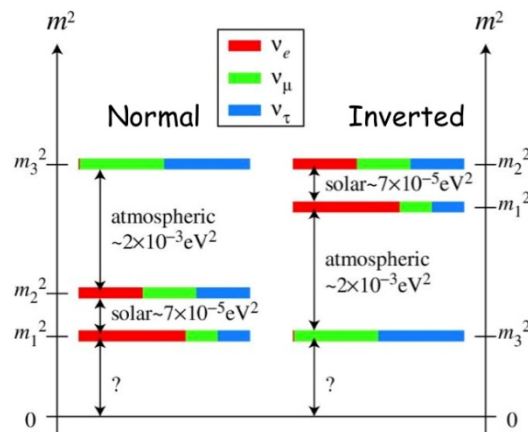 m²
m²
νe
νμ
ντ
Normal
Inverted
m₃²
atmospheric
~2×10⁻³eV²
m₂²
solar~7×10⁻⁵eV²
m₁²
?
0
m₂²
solar~7×10⁻⁵eV²
m₁²
atmospheric
~2×10⁻³eV²
m₃²
?
0